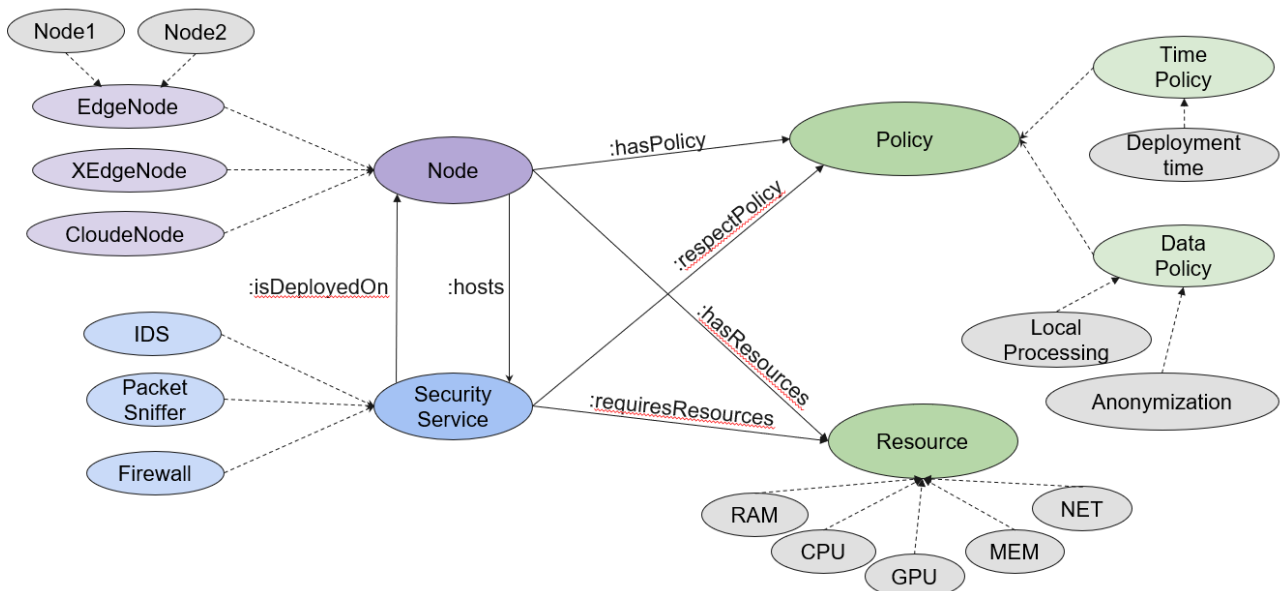 Node1
Node2
EdgeNode
XEdgeNode
CloudeNode
Node
:hasPolicy
Policy
Time
Policy
Deployment
time
:respectPolicy
Data
Policy
:isDeployedOn
:hosts
:hasResources
Local
Processing
Anonymization
IDS
Packet
Sniffer
Firewall
Security
Service
:requiresResources
Resource
RAM
CPU
GPU
MEM
NET